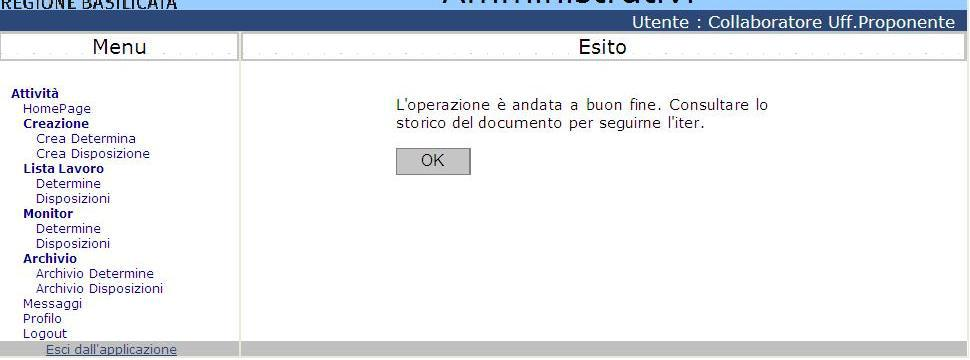 REGIONE BASILICATA
Amministrativi
Utente : Collaboratore Uff.Proponente
Menu
Esito
Attività
HomePage
Creazione
Crea Determina
Crea Disposizione
Lista Lavoro
Determine
Disposizioni
Monitor
Determine
Disposizioni
Archivio
Archivio Determine
Archivio Disposizioni
Messaggi
Profilo
Logout
Esci dall'applicazione
L'operazione è andata a buon fine. Consultare lo
storico del documento per seguirne l'iter.
OK